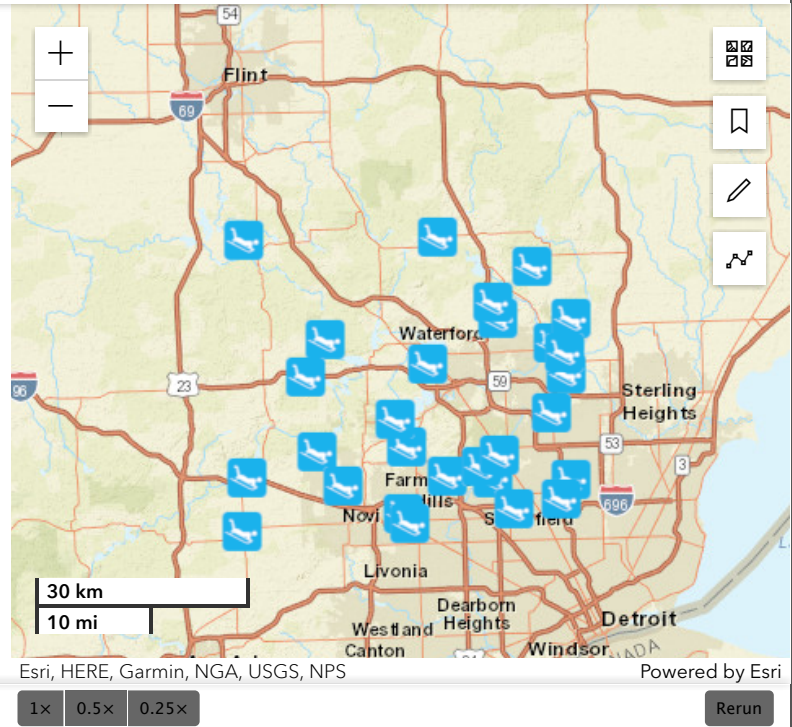 54
Flint
69
Waterford
23
59
96
Sterling
Heights
53
3
Farm
Hills
696
Novi
Livonia
30 km
10 mi
Dearborn
Heights
Detroit
Westland
Canton
Windsor
Esri, HERE, Garmin, NGA, USGS, NPS
Powered by Esri
1×
0.5×
0.25×
Rerun